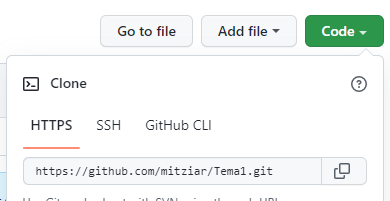 Go to file Add file Code
Clone
HTTPS SSH GitHub CLI
https://github.com/mitziar/Tema1.git